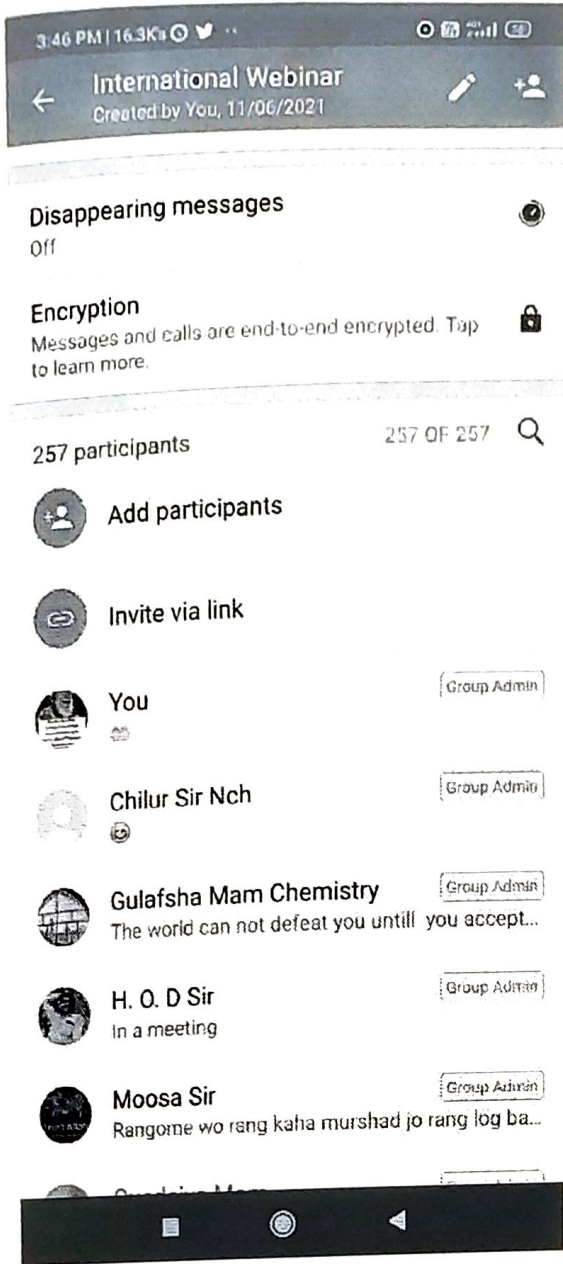 3:46 PM | 16.3K
International Webinar
Created by You, 11/06/2021
Disappearing messages
Off
Encryption
Messages and calls are end-to-end encrypted. Tap
to learn more.
257 participants 257 OF 257
Add participants
Invite via link
You Group Admin
Chilur Sir Nch Group Admin
Gulafsha Mam Chemistry Group Admin
The world can not defeat you untill you accept...
H. O. D Sir Group Admin
In a meeting
Moosa Sir Group Admin
Rangome wo rang kaha murshad jo rang log ba...
Mam